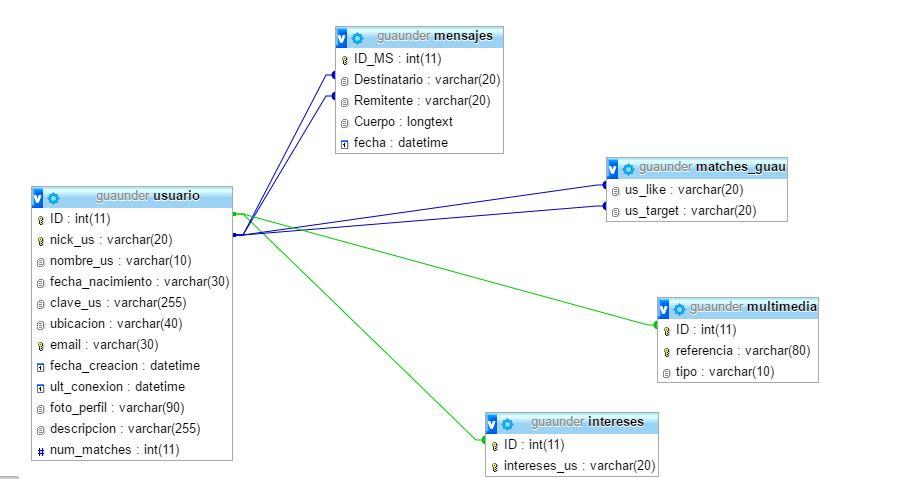 guaunder mensajes
ID_MS : int(11)
Destinatario : varchar(20)
Remitente : varchar(20)
Cuerpo : longtext
fecha : datetime
guaunder matches_guau
us_like : varchar(20)
us_target : varchar(20)
guaunder usuario
ID : int(11)
nick_us : varchar(20)
nombre_us : varchar(10)
fecha_nacimiento : varchar(30)
clave_us : varchar(255)
ubicacion : varchar(40)
email : varchar(30)
fecha_creacion : datetime
ult_conexion : datetime
foto_perfil : varchar(90)
descripcion : varchar(255)
num_matches : int(11)
guaunder multimedia
ID : int(11)
referencia : varchar(80)
tipo : varchar(10)
guaunder intereses
ID : int(11)
intereses_us : varchar(20)